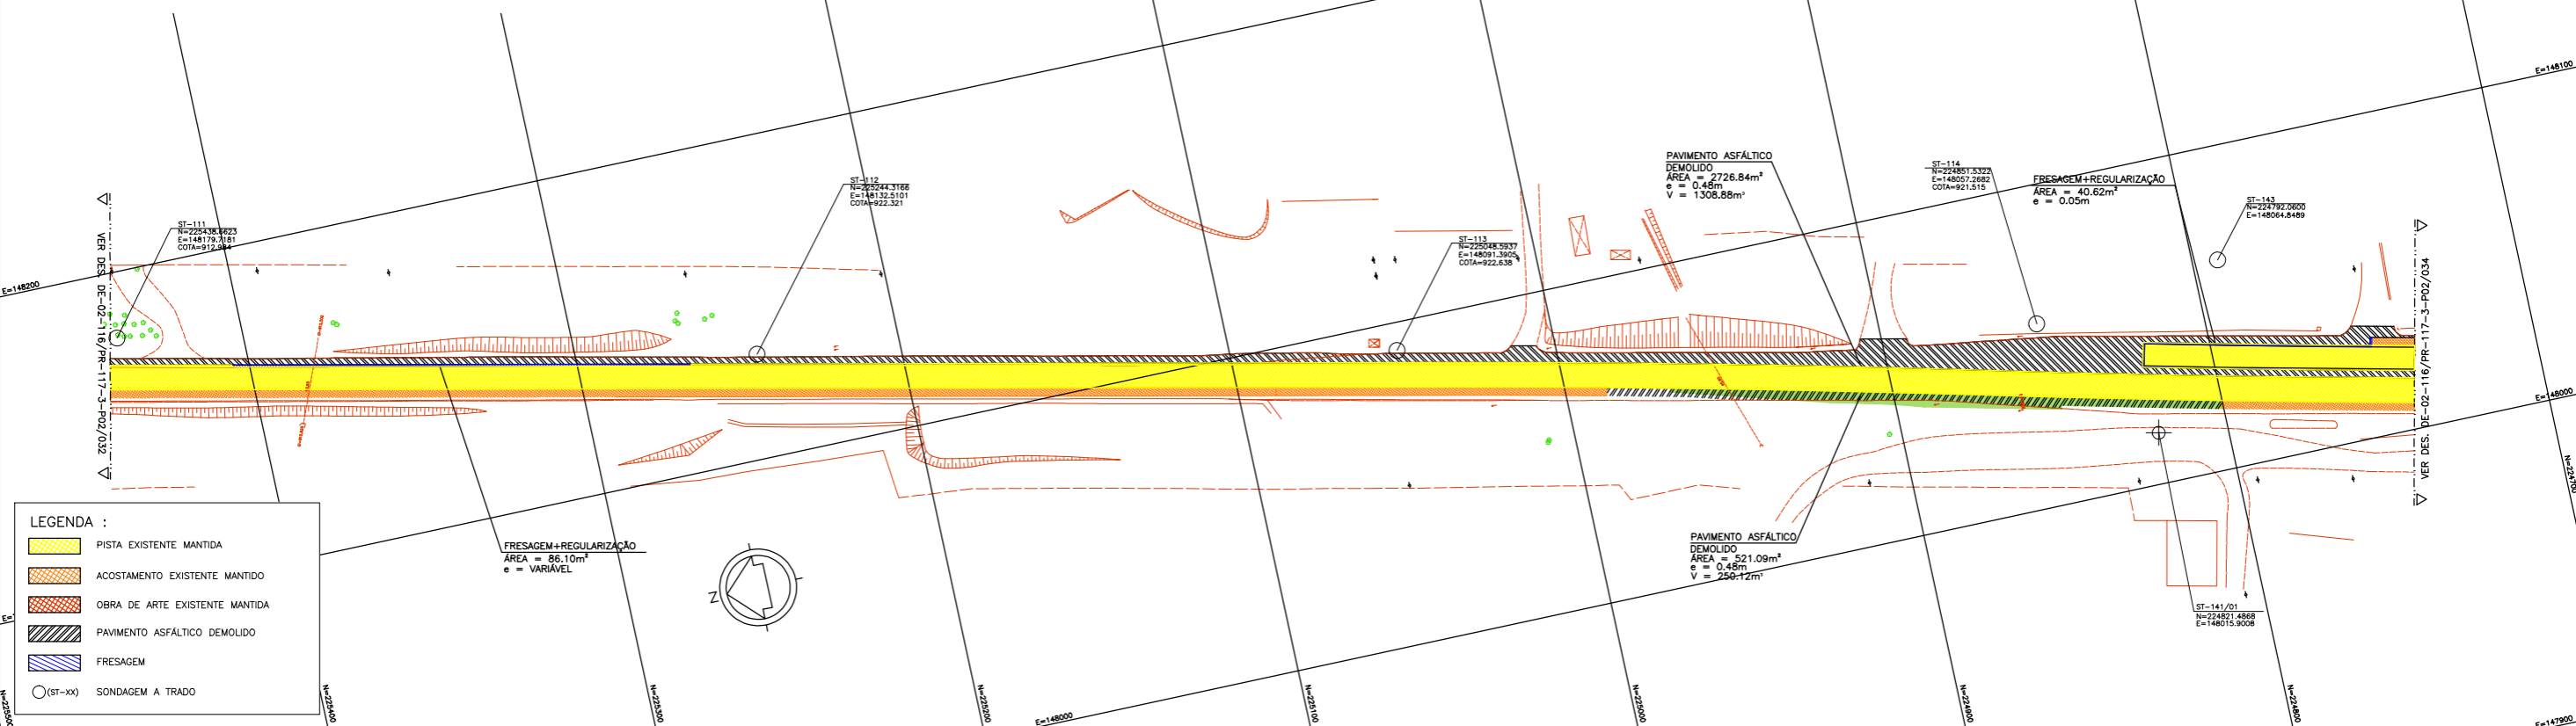 E=148100
PAVIMENTO ASFÁLTICO
DEMOLIDO
ÁREA = 2726.84m²
e = 0.48m
V = 1308.88m³
ST-114
N=224851.5322
E=148057.2682
COTA=921.515
FRESAGEM+REGULARIZAÇÃO
ÁREA = 40.62m²
e = 0.05m
ST-143
N=224792.0600
E=148064.8489
ST-112
N=225244.3166
E=148132.5101
COTA=922.321
ST-111
N=225438.6623
E=148179.7181
ST-113
N=225048.5937
E=148091.3905
COTA=922.638
E=148200
VER DES. DE-02-116/PR-117-3-P02/032
VER DES. DE-02-116/PR-117-3-P02/034
E=148000
N=224700
LEGENDA :
PISTA EXISTENTE MANTIDA
ACOSTAMENTO EXISTENTE MANTIDO
OBRA DE ARTE EXISTENTE MANTIDA
PAVIMENTO ASFÁLTICO DEMOLIDO
FRESAGEM
(ST-XX) SONDAGEM A TRADO
FRESAGEM+REGULARIZAÇÃO
ÁREA = 86.10m²
e = VARIÁVEL
N
PAVIMENTO ASFÁLTICO
DEMOLIDO
ÁREA = 521.09m²
e = 0.48m
V = 250.12m³
ST-141/01
N=224821.4868
E=148015.9008
N=225500
N=225400
N=225300
N=225200
E=148000
N=225100
N=225000
N=224900
N=224800
E=147900